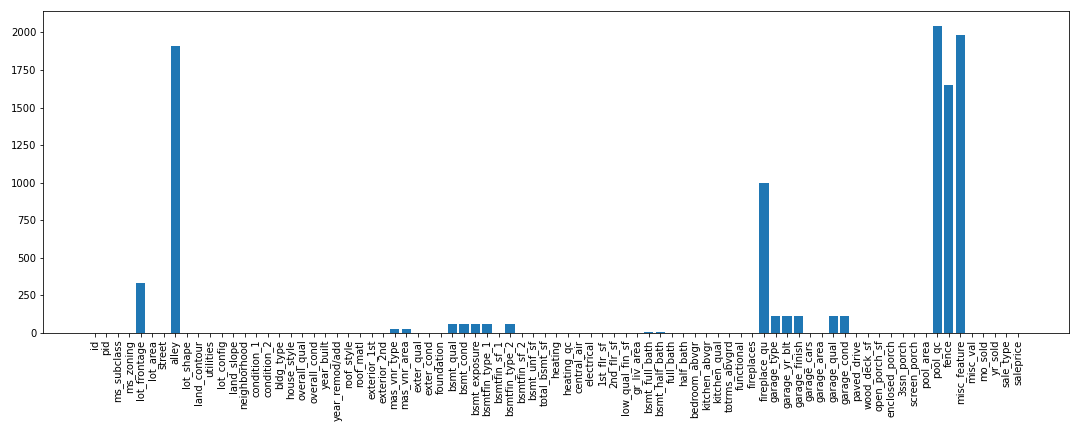 2000
1750
1500
1250
1000
750
500
250
0
id
pid
ms_subclass
ms_zoning
lot_frontage
lot_area
street
alley
lot_shape
land_contour
utilities
lot_config
land_slope
neighborhood
condition_1
condition_2
bldg_type
house_style
overall_qual
overall_cond
year_built
year_remod/add
roof_style
roof_matl
exterior_1st
exterior_2nd
mas_vnr_type
mas_vnr_area
exter_qual
exter_cond
foundation
bsmt_qual
bsmt_cond
bsmt_exposure
bsmtfin_type_1
bsmtfin_sf_1
bsmtfin_type_2
bsmtfin_sf_2
bsmt_unf_sf
total_bsmt_sf
heating
heating_qc
central_air
electrical
1st_flr_sf
2nd_flr_sf
low_qual_fin_sf
gr_liv_area
bsmt_full_bath
bsmt_half_bath
full_bath
half_bath
bedroom_abvgr
kitchen_abvgr
kitchen_qual
totrms_abvgrd
functional
fireplaces
fireplace_qu
garage_type
garage_yr_blt
garage_finish
garage_cars
garage_area
garage_qual
garage_cond
paved_drive
wood_deck_sf
open_porch_sf
enclosed_porch
3ssn_porch
screen_porch
pool_area
pool_qc
fence
misc_feature
misc_val
mo_sold
yr_sold
sale_type
saleprice